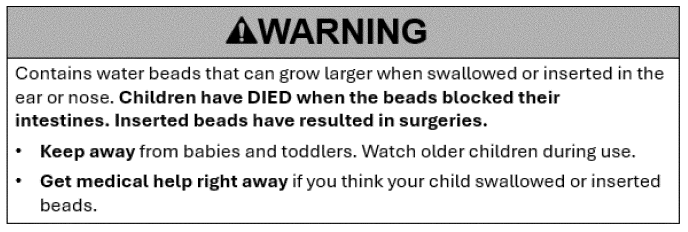 ⚠WARNING
Contains water beads that can grow larger when swallowed or inserted in the
ear or nose. Children have DIED when the beads blocked their
intestines. Inserted beads have resulted in surgeries.
• Keep away from babies and toddlers. Watch older children during use.
• Get medical help right away if you think your child swallowed or inserted
beads.